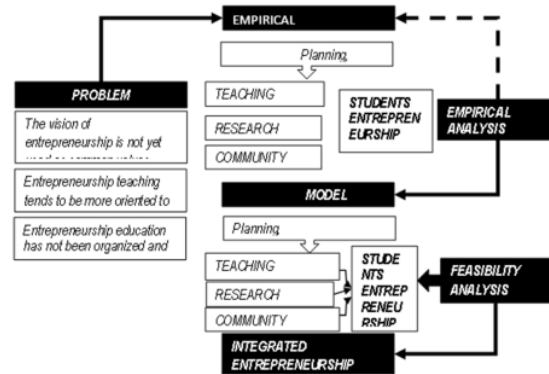 EMPIRICAL
Planning,
PROBLEM
The vision of
entrepreneurship is not yet
Entrepreneurship teaching
tends to be more oriented to
Entrepreneurship education
has not been organized and
TEACHING
RESEARCH
COMMUNITY
STUDENTS
ENTREPREN
EURSHIP
EMPIRICAL
ANALYSIS
MODEL
Planning,
TEACHING
RESEARCH
COMMUNITY
STUDE
NTS
ENTREP
RENEU
RSHIP
FEASIBILITY
ANALYSIS
INTEGRATED
ENTREPRENEURSHIP